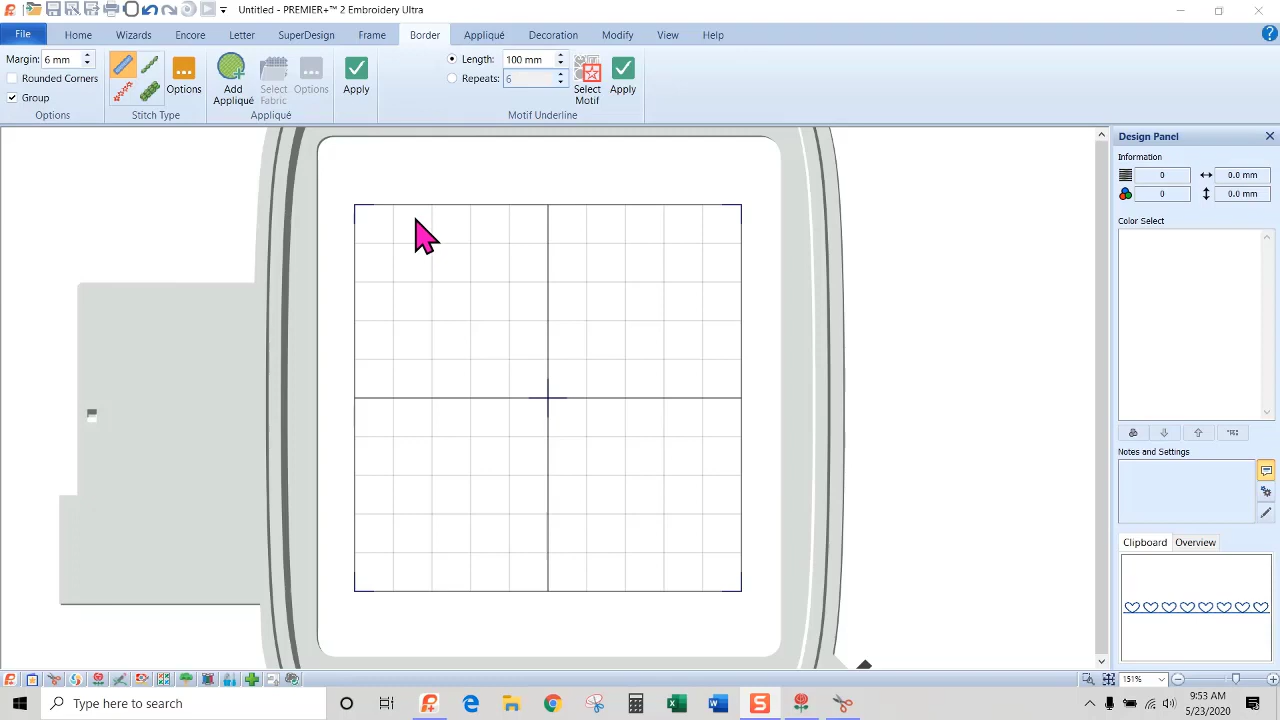 Untitled - PREMIER+™ 2 Embroidery Ultra
File Home Wizards Encore Letter SuperDesign Frame Border Appliqué Decoration Modify View Help
Margin: 6 mm
Rounded Corners
Group
Options
Options
Stitch Type
Add Appliqué
Select Fabric
Options
Appliqué
Apply
Length: 100 mm
Repeats: 6
Select Motif
Apply
Motif Underline
Design Panel
Information
0 0.0 mm
0 0.0 mm
Color Select
Notes and Settings
Clipboard Overview
151%
Type here to search
9:53 AM
5/23/2020